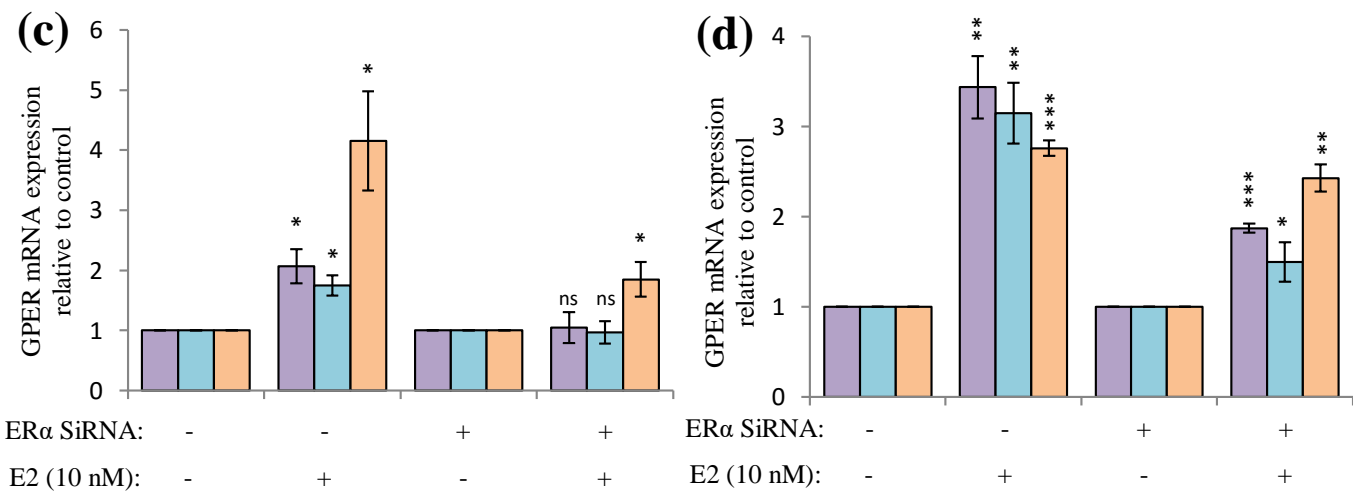 (c)
GPER mRNA expression
relative to control
6
5
4
3
2
1
0
*
*
*
ns
ns
*
ERα SiRNA: - - + +
E2 (10 nM): - + - +
(d)
GPER mRNA expression
relative to control
4
3
2
1
0
**
**
***
***
*
**
ERα SiRNA: - - + +
E2 (10 nM): - + - +